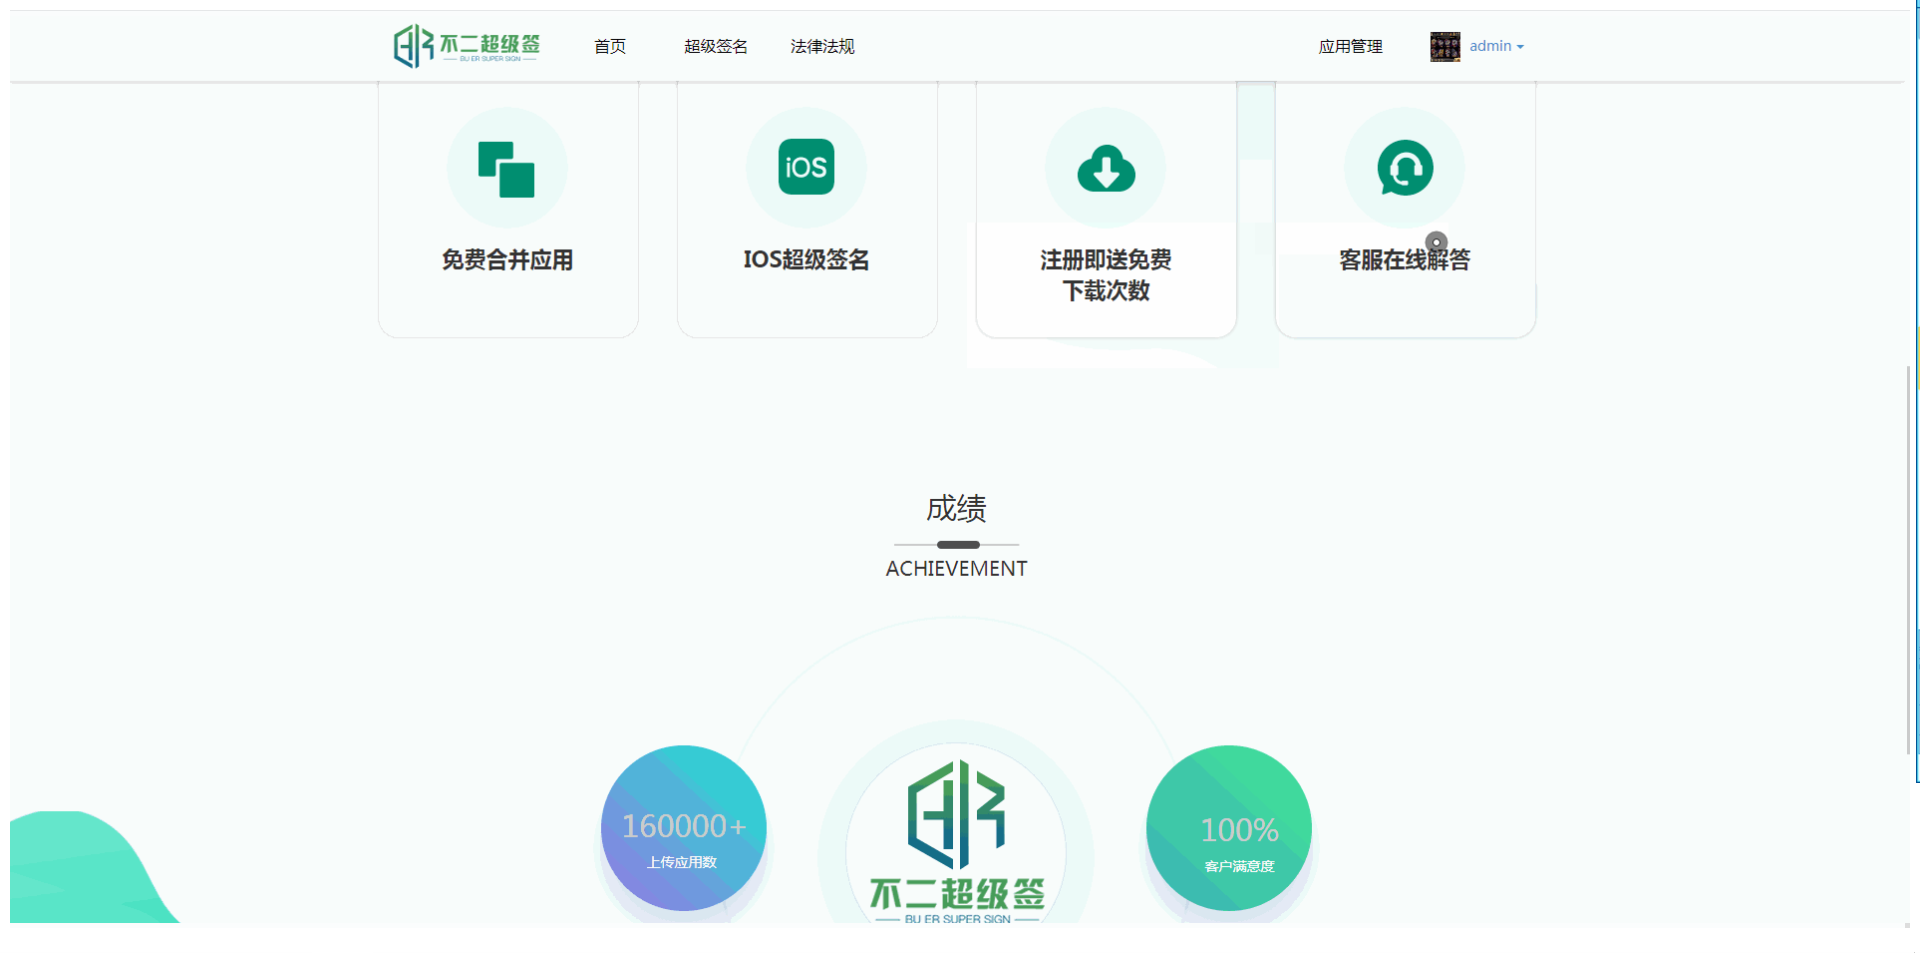 不二超级签
BU ER SUPER SIGN
首页
超级签名
法律法规
应用管理
admin
免费合并应用
iOS
IOS超级签名
注册即送免费
下载次数
客服在线解答
成绩
ACHIEVEMENT
160000+
上传应用数
不二超级签
BU ER SUPER SIGN
100%
客户满意度